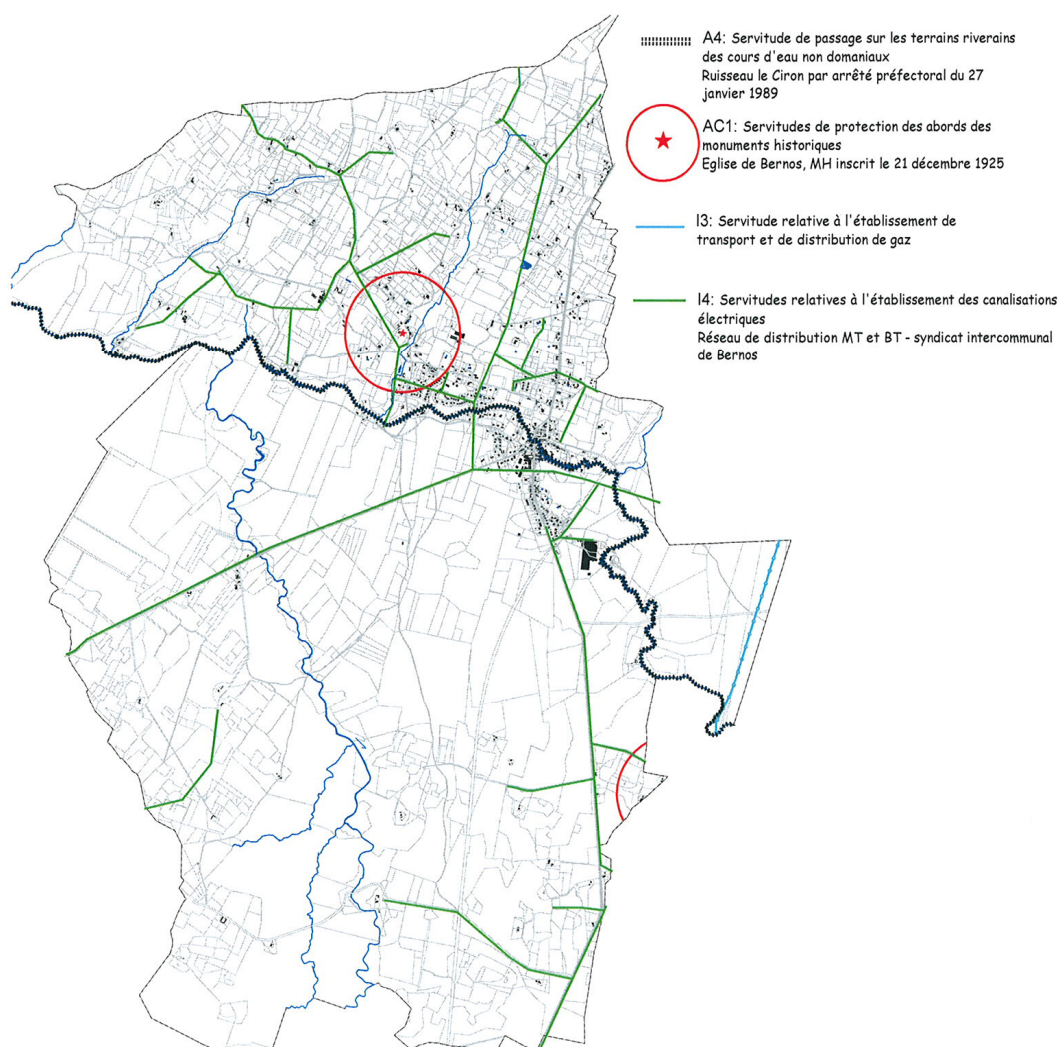 A4: Servitude de passage sur les terrains riverains
des cours d'eau non domaniaux
Ruisseau le Ciron par arrêté préfectoral du 27
janvier 1989
AC1: Servitudes de protection des abords des
monuments historiques
Eglise de Bernos, MH inscrit le 21 décembre 1925
I3: Servitude relative à l'établissement de
transport et de distribution de gaz
I4: Servitudes relatives à l'établissement des canalisations
électriques
Réseau de distribution MT et BT - syndicat intercommunal
de Bernos